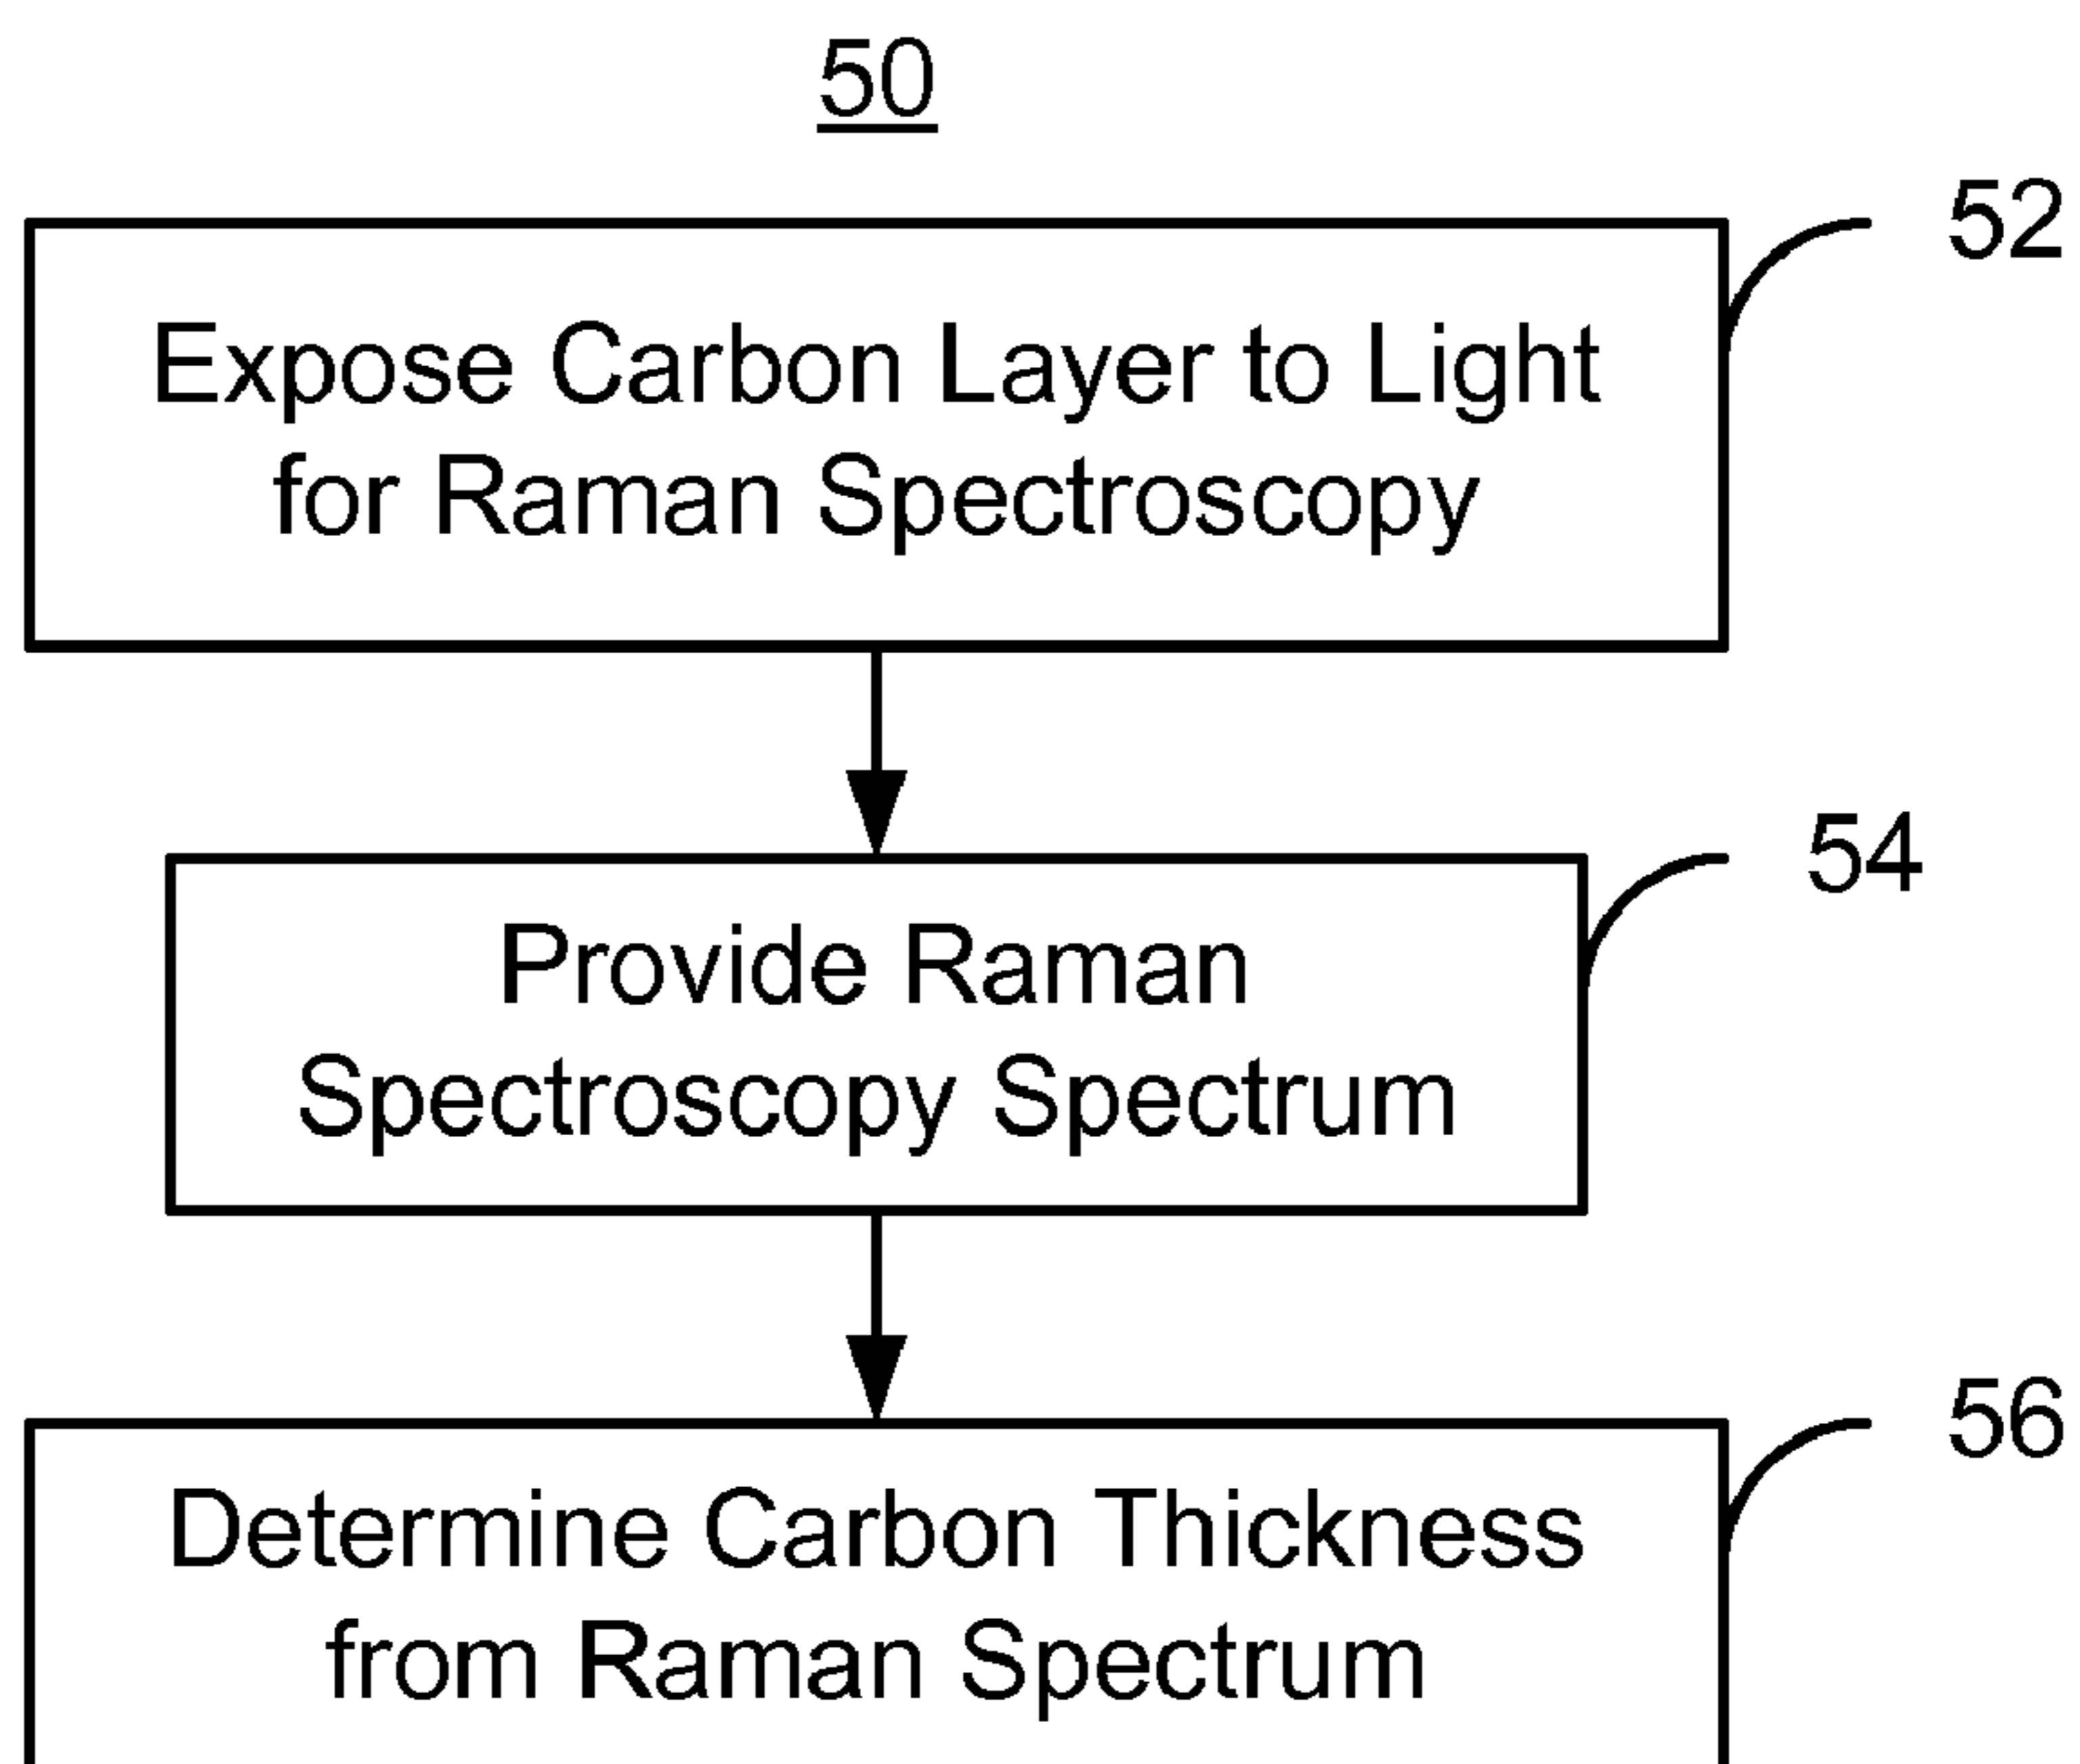 50
52
Expose Carbon Layer to Light
for Raman Spectroscopy
54
Provide Raman
Spectroscopy Spectrum
56
Determine Carbon Thickness
from Raman Spectrum